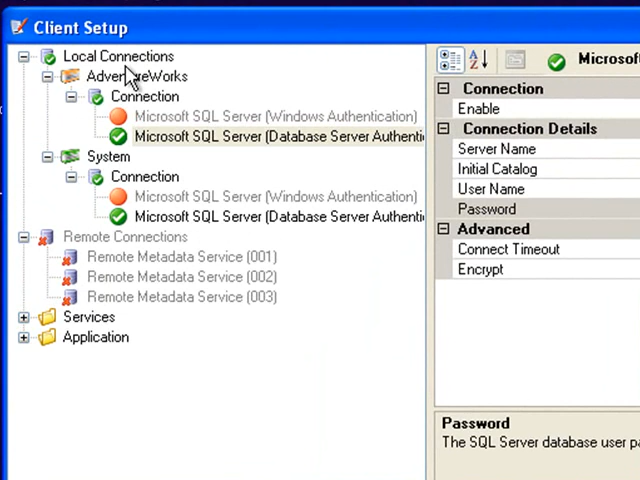 Client Setup
Local Connections
AdventureWorks
Connection
Microsoft SQL Server (Windows Authentication)
Microsoft SQL Server (Database Server Authenti
System
Connection
Microsoft SQL Server (Windows Authentication)
Microsoft SQL Server (Database Server Authenti
Remote Connections
Remote Metadata Service (001)
Remote Metadata Service (002)
Remote Metadata Service (003)
Services
Application
Microsof
Connection
Enable
Connection Details
Server Name
Initial Catalog
User Name
Password
Advanced
Connect Timeout
Encrypt
Password
The SQL Server database user pa